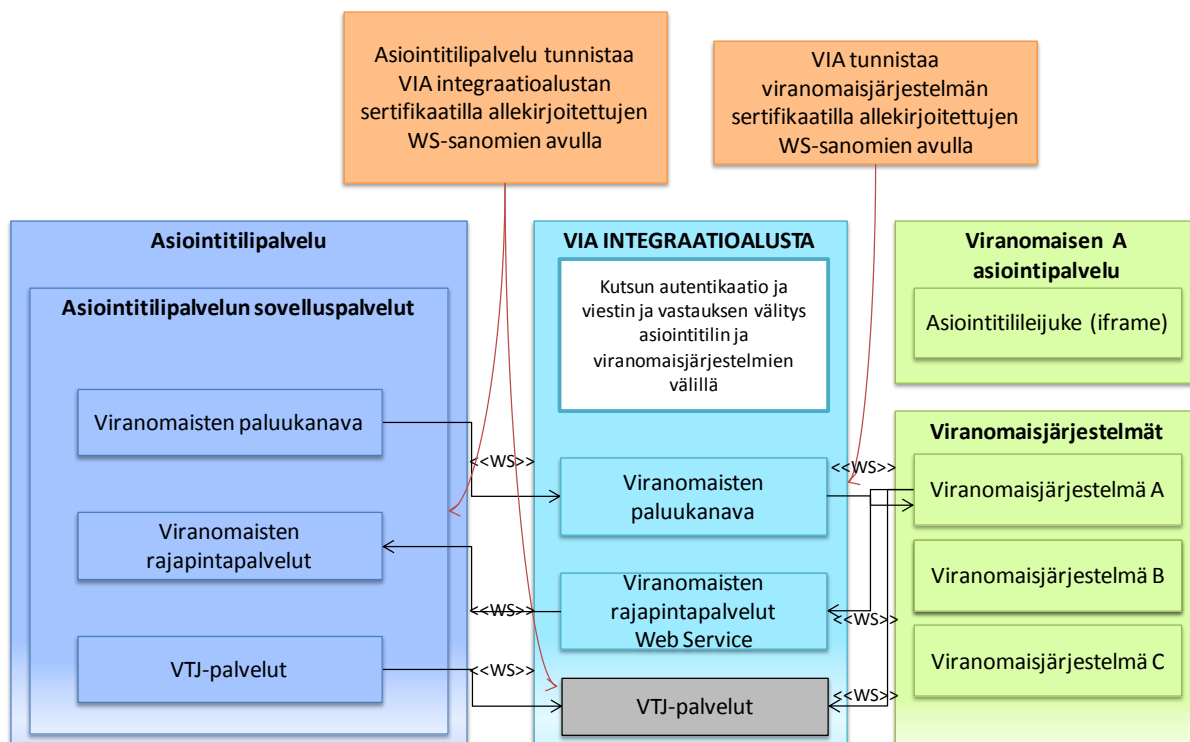 Asiointitilipalvelu tunnistaa
VIA integraatioalustan
sertifikaatilla allekirjoitettujen
WS-sanomien avulla
VIA tunnistaa
viranomaisjärjestelmän
sertifikaatilla allekirjoitettujen
WS-sanomien avulla
Asiointitilipalvelu
Asiointitilipalvelun sovelluspalvelut
Viranomaisten paluukanava
Viranomaisten
rajapintapalvelut
VTJ-palvelut
<<WS>>
<<WS>>
<<WS>>
VIA INTEGRAATIOALUSTA
Kutsun autentikaatio ja
viestin ja vastauksen välitys
asiointitilin ja
viranomaisjärjestelmien
välillä
Viranomaisten
paluukanava
Viranomaisten
rajapintapalvelut
Web Service
VTJ-palvelut
<<WS>>
<<WS>>
<<WS>>
Viranomaisen A
asiointipalvelu
Asiointitilileijuke (iframe)
Viranomaisjärjestelmät
Viranomaisjärjestelmä A
Viranomaisjärjestelmä B
Viranomaisjärjestelmä C